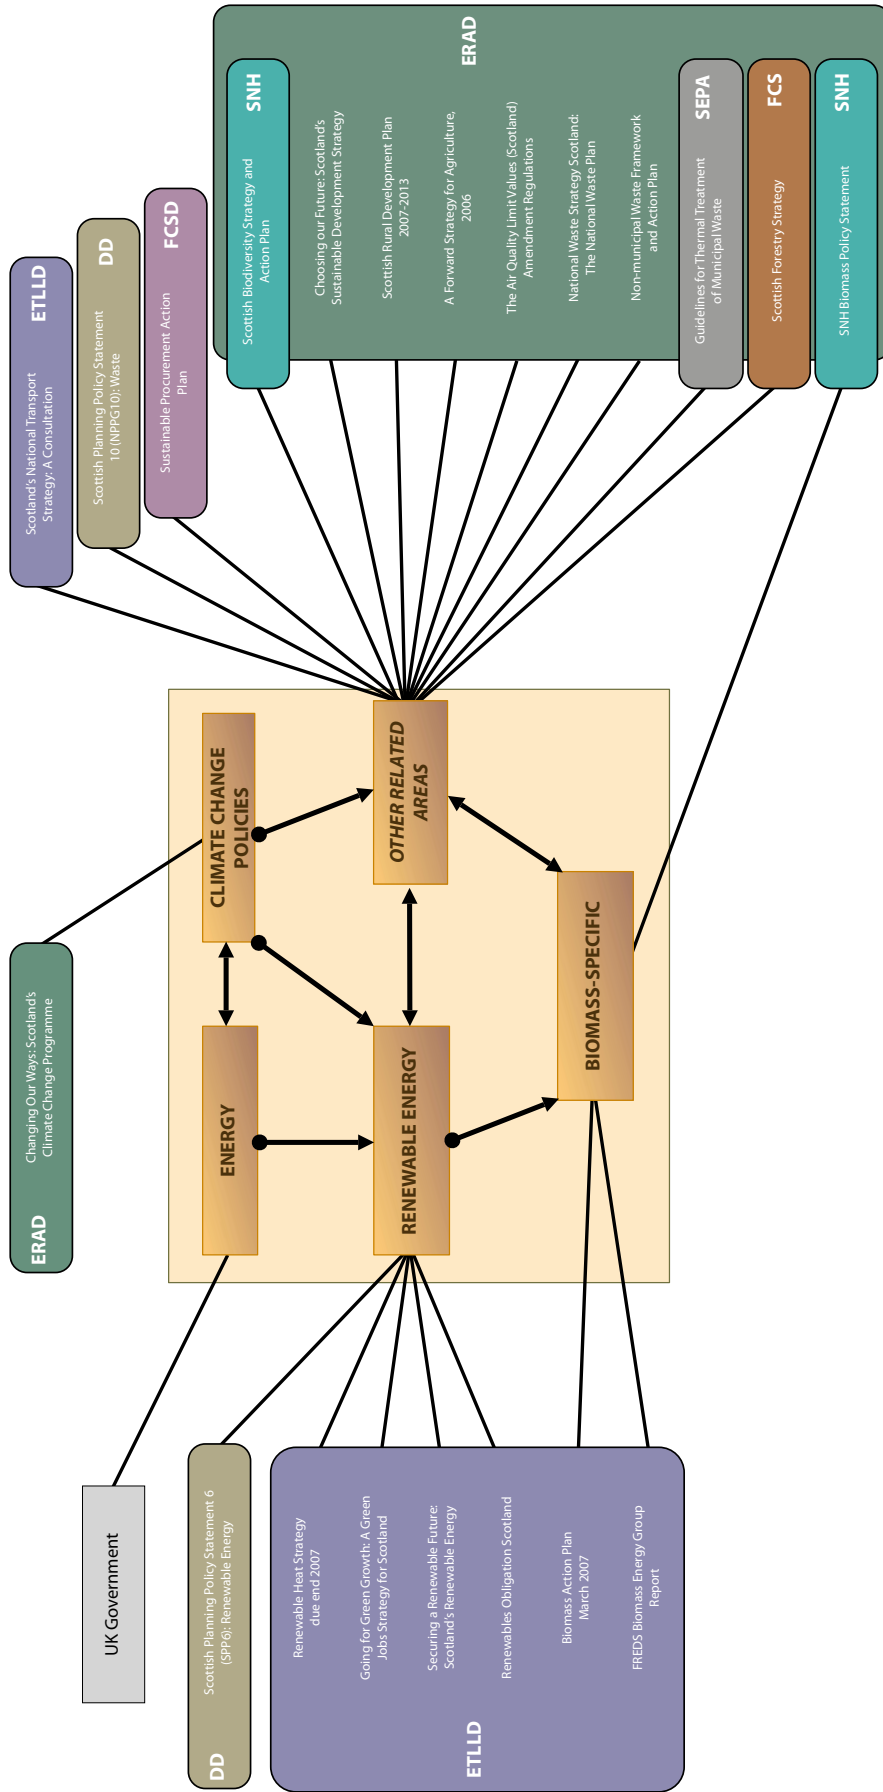 UK Government
DD
Scottish Planning Policy Statement 6
(SPP6): Renewable Energy
ETLLD
Renewable Heat Strategy
due end 2007
Going for Green Growth: A Green
Jobs Strategy for Scotland
Securing a Renewable Future:
Scotland's Renewable Energy
Renewables Obligation Scotland
Biomass Action Plan
March 2007
FREDS Biomass Energy Group
Report
ERAD
Changing Our Ways: Scotland's
Climate Change Programme
ENERGY
CLIMATE CHANGE
POLICIES
RENEWABLE ENERGY
OTHER RELATED
AREAS
BIOMASS-SPECIFIC
Scotland's National Transport
Strategy: A Consultation
ETLLD
Scottish Planning Policy Statement
10 (NPPG10): Waste
DD
Sustainable Procurement Action
Plan
FCSD
Scottish Biodiversity Strategy and
Action Plan
SNH
Choosing our Future: Scotland's
Sustainable Development Strategy
Scottish Rural Development Plan
2007-2013
A Forward Strategy for Agriculture,
2006
The Air Quality Limit Values (Scotland)
Amendment Regulations
National Waste Strategy Scotland:
The National Waste Plan
Non-municipal Waste Framework
and Action Plan
ERAD
Guidelines for Thermal Treatment
of Municipal Waste
SEPA
Scottish Forestry Strategy
FCS
SNH Biomass Policy Statement
SNH